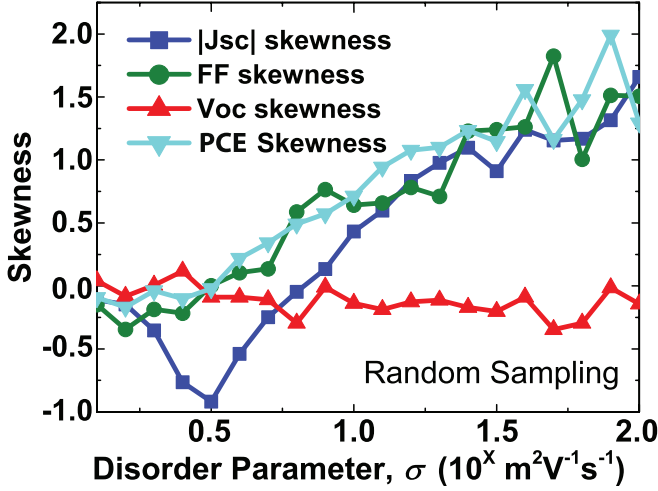 2.0
1.5
1.0
0.5
0.0
-0.5
-1.0
Skewness
|Jsc| skewness
FF skewness
Voc skewness
PCE Skewness
Random Sampling
0.5 1.0 1.5 2.0
Disorder Parameter, σ (10ˣ m²V⁻¹s⁻¹)